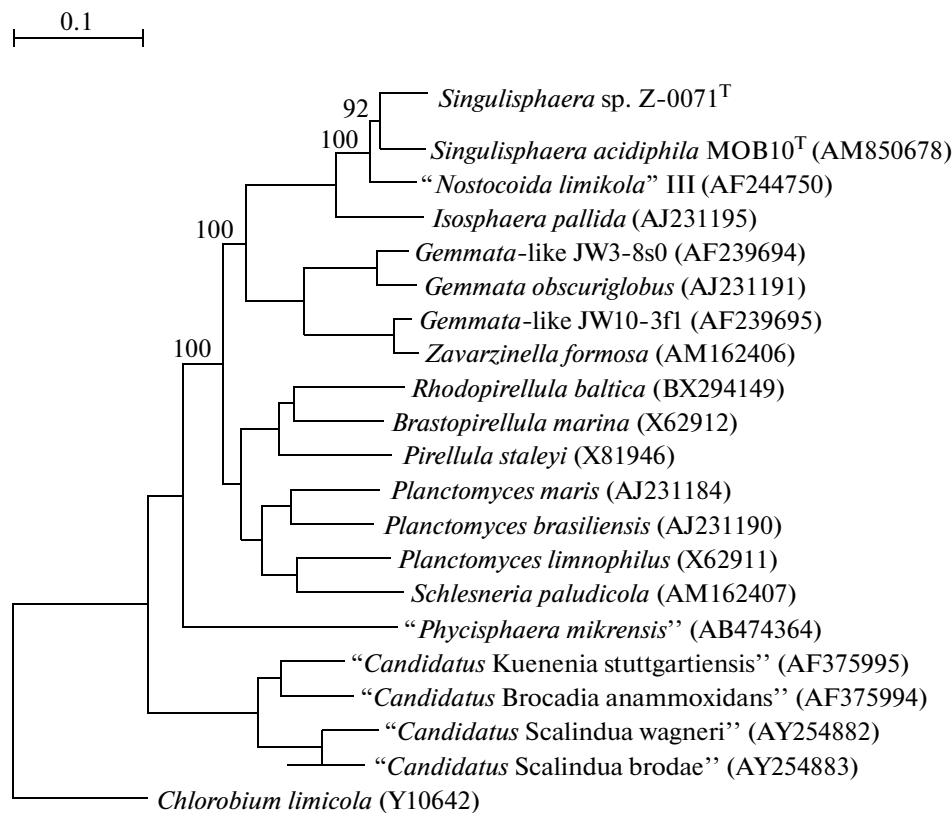 0.1
Singulisphaera sp. Z-0071T
92
100
Singulisphaera acidiphila MOB10T (AM850678)
“Nostocoida limikola” III (AF244750)
Isosphaera pallida (AJ231195)
100
Gemmata-like JW3-8s0 (AF239694)
Gemmata obscuriglobus (AJ231191)
Gemmata-like JW10-3f1 (AF239695)
100
Zavarzinella formosa (AM162406)
Rhodopirellula baltica (BX294149)
Brastopirellula marina (X62912)
Pirellula staleyi (X81946)
Planctomyces maris (AJ231184)
Planctomyces brasiliensis (AJ231190)
Planctomyces limnophilus (X62911)
Schlesneria paludicola (AM162407)
“Phycisphaera mikrensis’’ (AB474364)
“Candidatus Kuenenia stuttgartiensis’’ (AF375995)
“Candidatus Brocadia anammoxidans’’ (AF375994)
“Candidatus Scalindua wagneri’’ (AY254882)
“Candidatus Scalindua brodae’’ (AY254883)
Chlorobium limicola (Y10642)